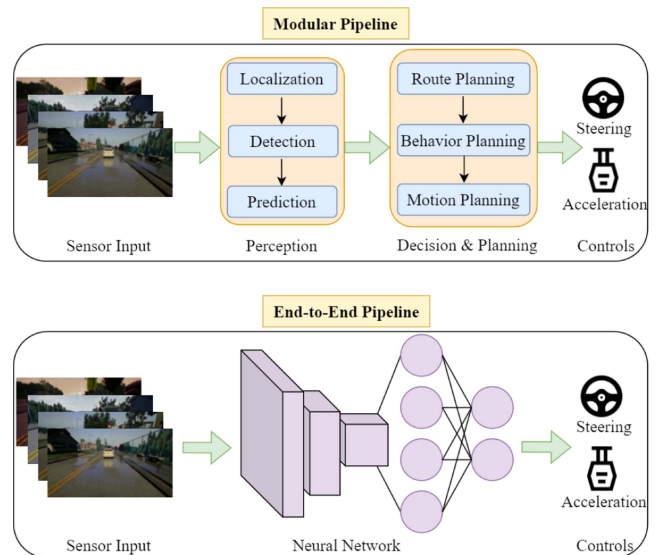 Modular Pipeline
Localization
Detection
Prediction
Route Planning
Behavior Planning
Motion Planning
Steering
Acceleration
Sensor Input
Perception
Decision & Planning
Controls
End-to-End Pipeline
Steering
Acceleration
Sensor Input
Neural Network
Controls